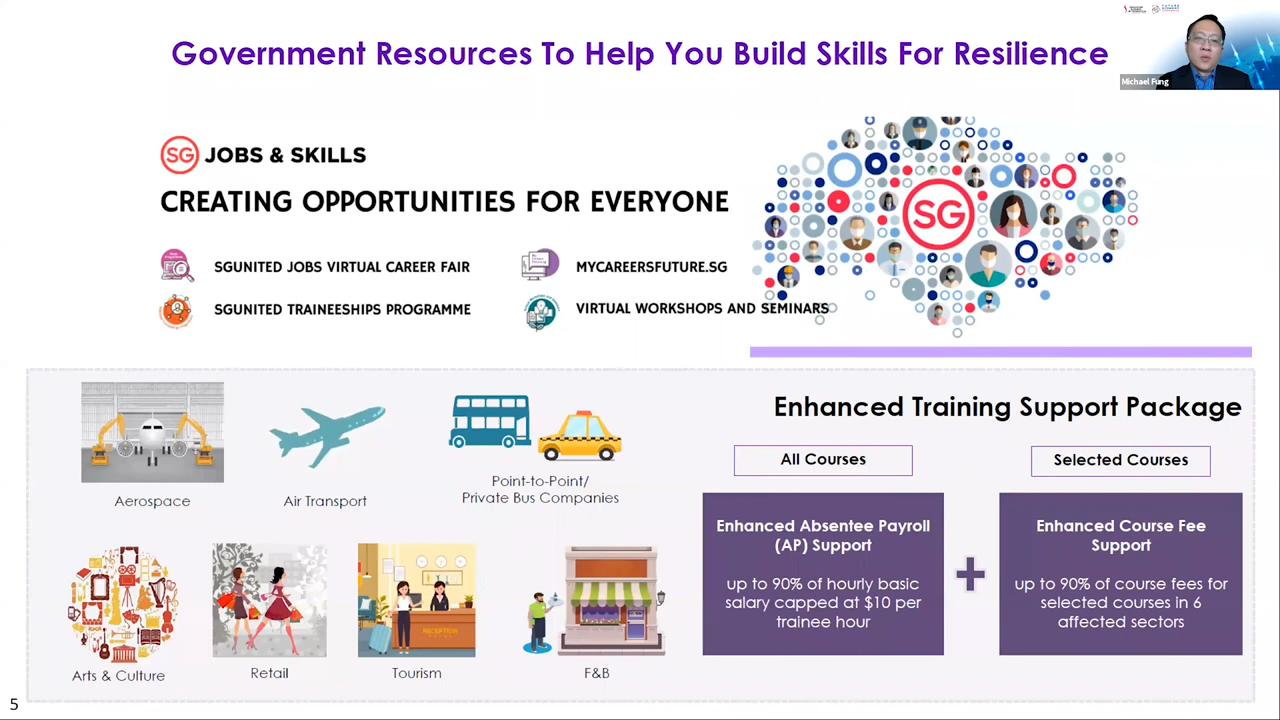 Government Resources To Help You Build Skills For Resilience
Michael Fung
SG JOBS & SKILLS
CREATING OPPORTUNITIES FOR EVERYONE
SGUNITED JOBS VIRTUAL CAREER FAIR
MYCAREERSFUTURE.SG
SGUNITED TRAINEESHIPS PROGRAMME
VIRTUAL WORKSHOPS AND SEMINARS
SG
Aerospace
Air Transport
Point-to-Point/
Private Bus Companies
Arts & Culture
Retail
RECEPTION
Tourism
F&B
Enhanced Training Support Package
All Courses
Selected Courses
Enhanced Absentee Payroll
(AP) Support
up to 90% of hourly basic
salary capped at $10 per
trainee hour
+
Enhanced Course Fee
Support
up to 90% of course fees for
selected courses in 6
affected sectors
5